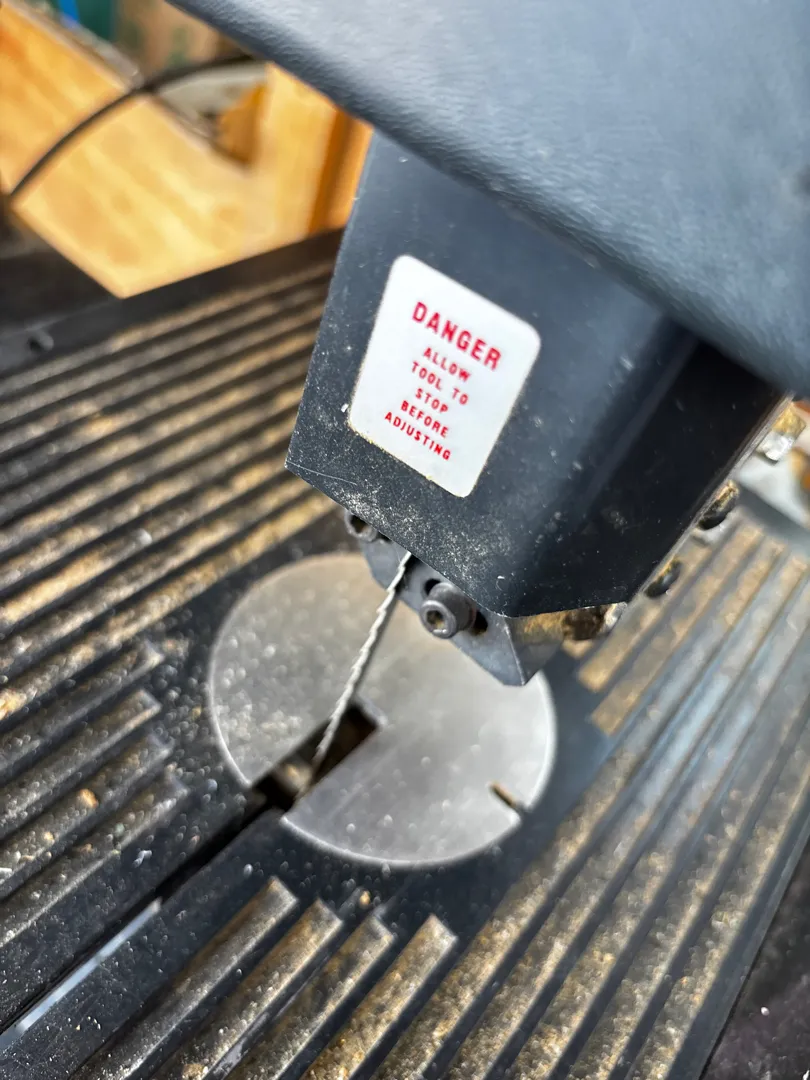 DANGER
ALLOW
TOOL TO
STOP
BEFORE
ADJUSTING